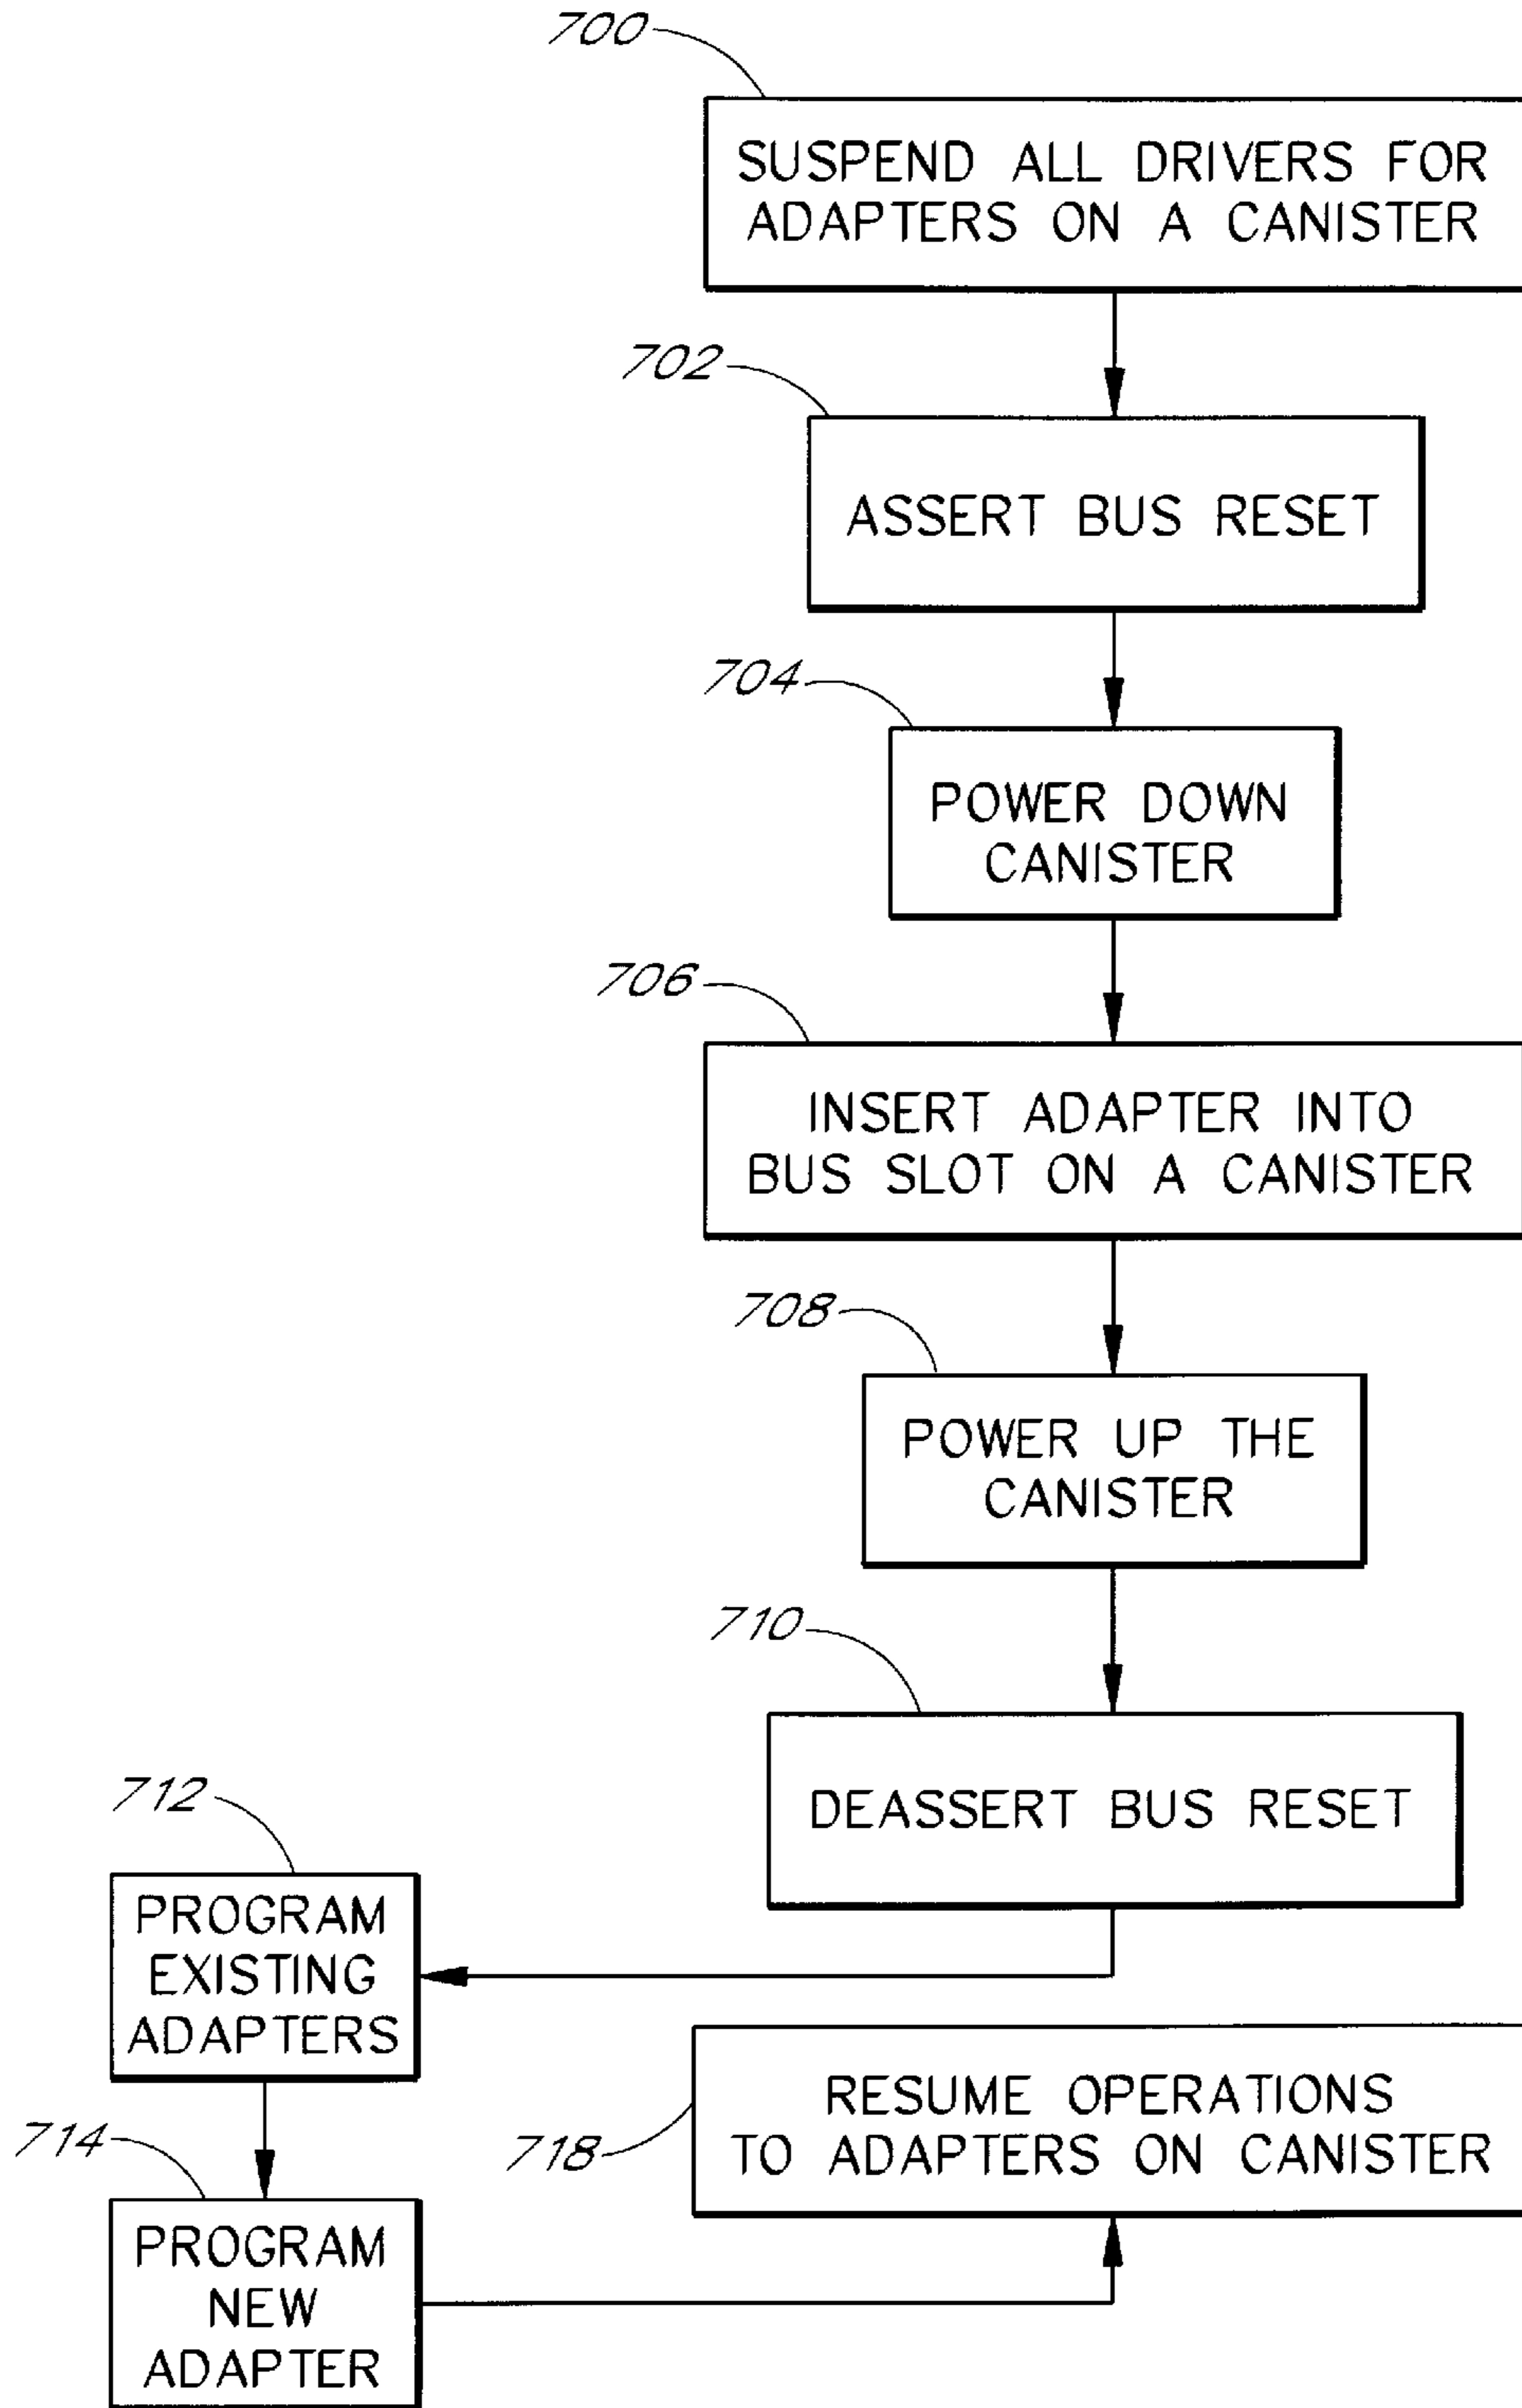 700
SUSPEND ALL DRIVERS FOR
ADAPTERS ON A CANISTER
702
ASSERT BUS RESET
704
POWER DOWN
CANISTER
706
INSERT ADAPTER INTO
BUS SLOT ON A CANISTER
708
POWER UP THE
CANISTER
710
DEASSERT BUS RESET
712
PROGRAM
EXISTING
ADAPTERS
714
PROGRAM
NEW
ADAPTER
718
RESUME OPERATIONS
TO ADAPTERS ON CANISTER